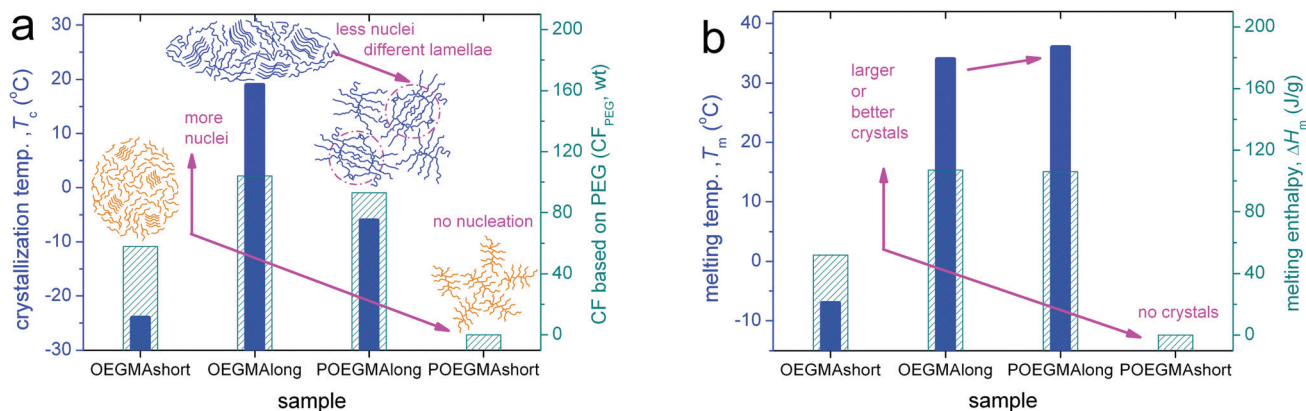 a
crystallization temp. , Tc (°C)
30
20
10
0
-10
-20
-30
less nuclei
different lamellae
more
nuclei
no nucleation
200
160
120
80
40
0
CF based on PEG (CFPEG, wt)
OEGMAshort OEGMAlong POEGMAlong POEGMAshort
sample
b
melting temp. , Tm (°C)
40
30
20
10
0
-10
larger
or
better
crystals
no crystals
200
160
120
80
40
0
melting enthalpy, ΔHm (J/g)
OEGMAshort OEGMAlong POEGMAlong POEGMAshort
sample